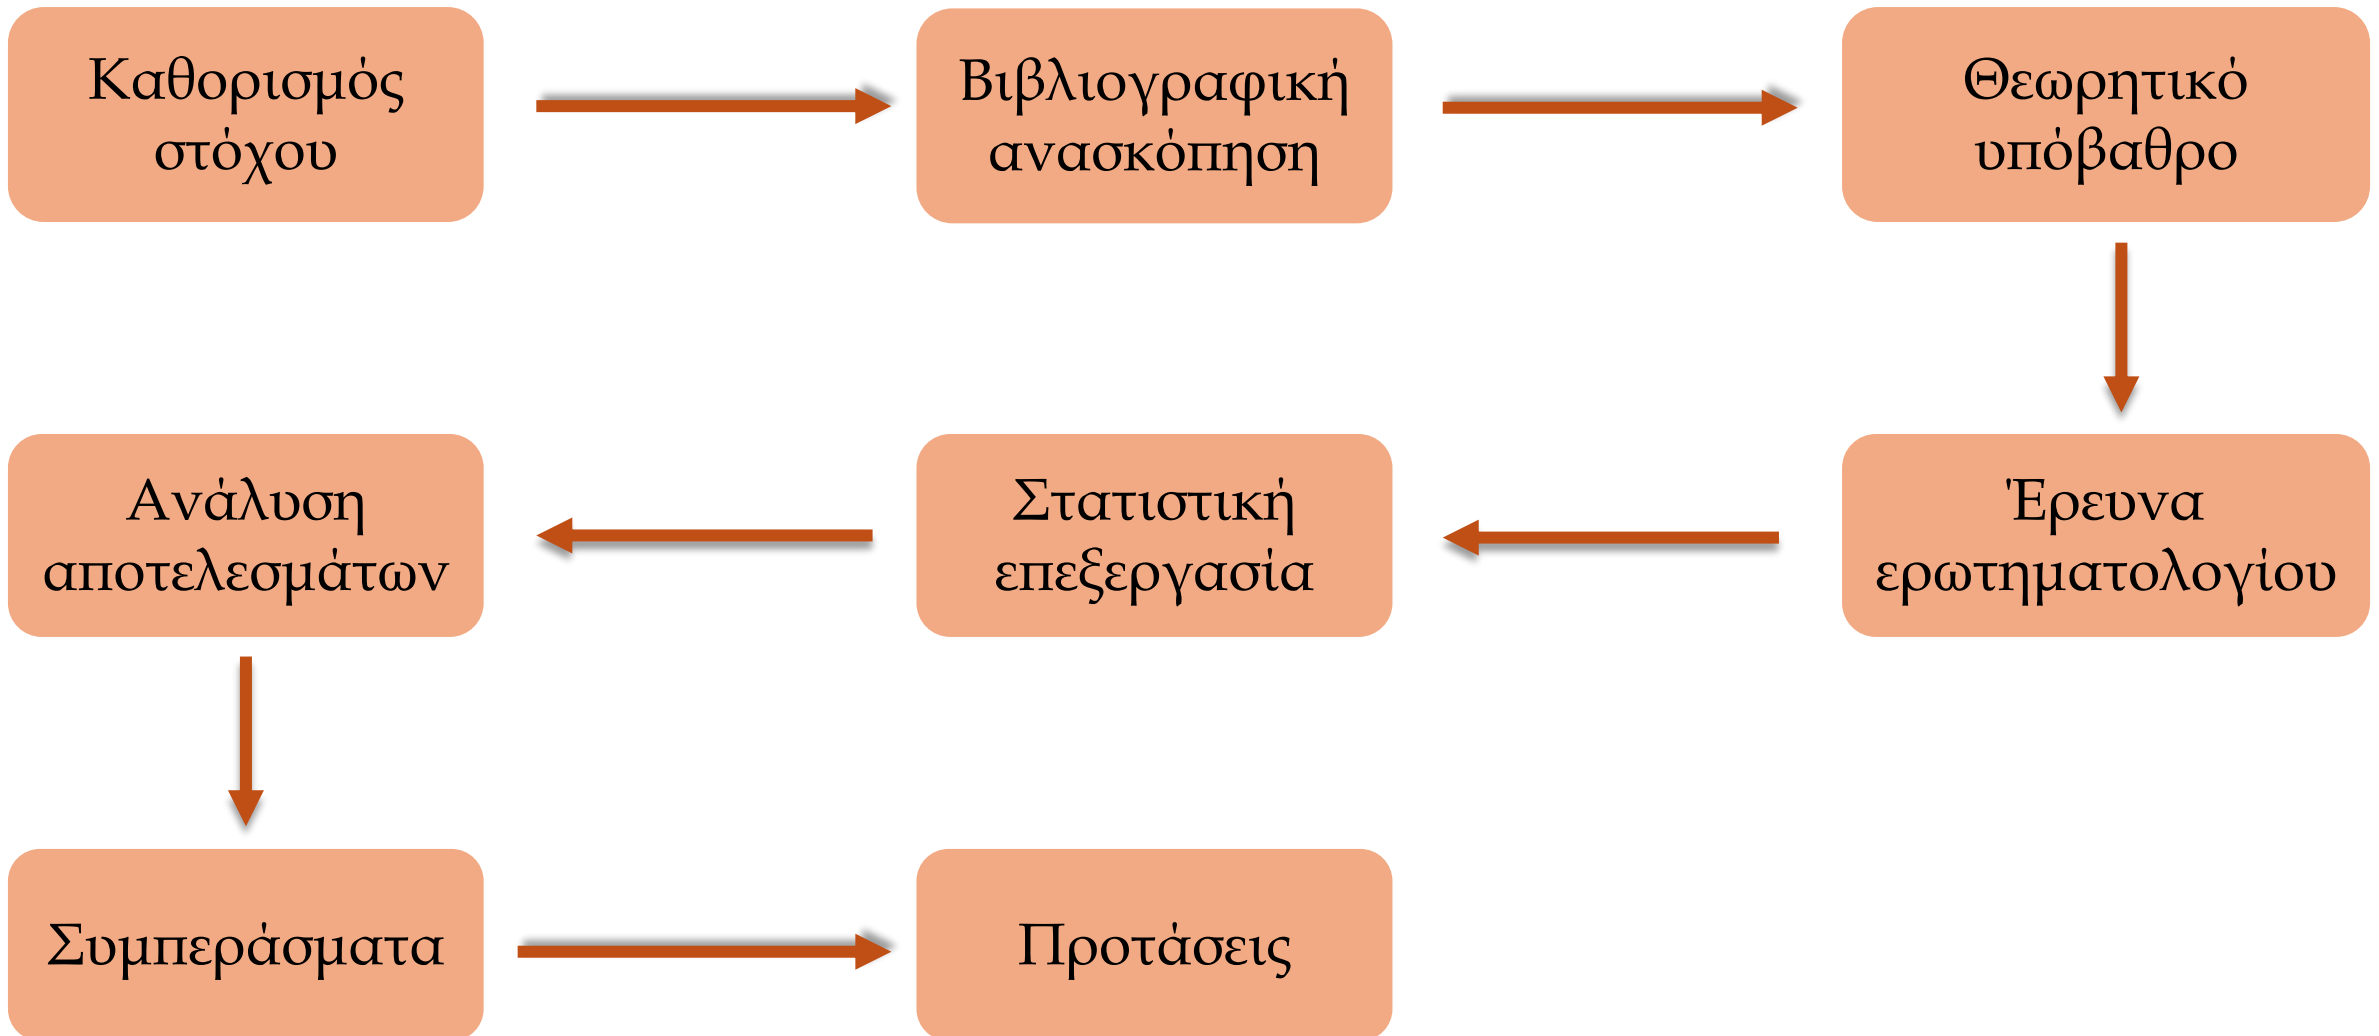 Καθορισμός
στόχου
Βιβλιογραφική
ανασκόπηση
Θεωρητικό
υπόβαθρο
Έρευνα
ερωτηματολογίου
Στατιστική
επεξεργασία
Ανάλυση
αποτελεσμάτων
Συμπεράσματα
Προτάσεις